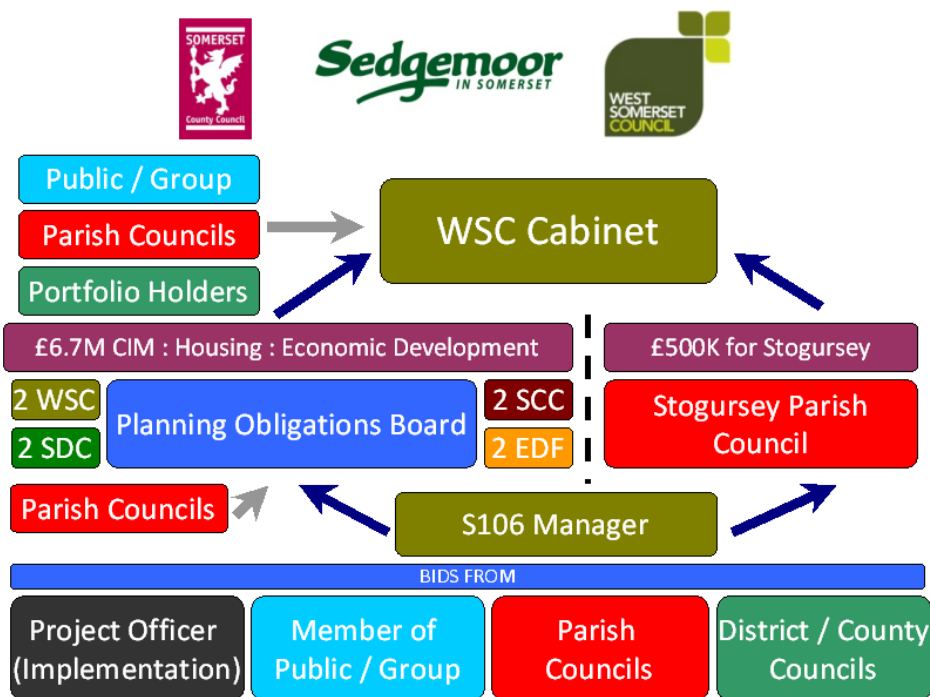 SOMERSET
County Council
Sedgemoor
IN SOMERSET
WEST
SOMERSET
COUNCIL
Public / Group
Parish Councils
Portfolio Holders
WSC Cabinet
£6.7M CIM : Housing : Economic Development
£500K for Stogursey
2 WSC
2 SDC
Planning Obligations Board
2 SCC
2 EDF
Stogursey Parish
Council
Parish Councils
S106 Manager
BIDS FROM
Project Officer
(Implementation)
Member of
Public / Group
Parish
Councils
District / County
Councils